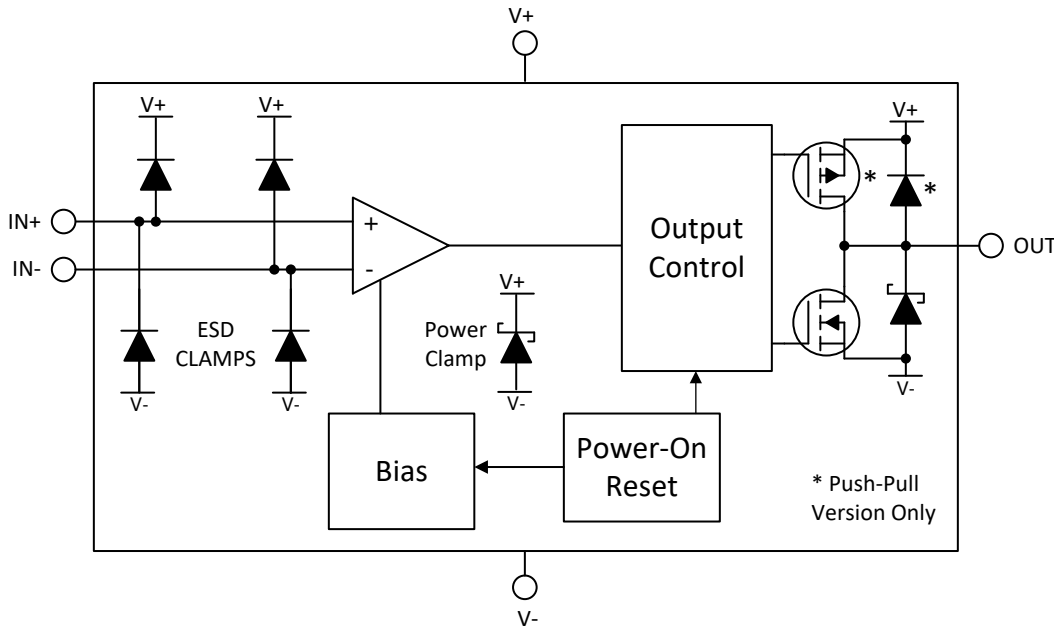 V+
V+
V+
V+
*
*
IN+
+
IN-
-
Output
Control
OUT
V+
ESD
CLAMPS
Power
Clamp
V-
V-
V-
V-
Bias
Power-On
Reset
* Push-Pull
Version Only
V-